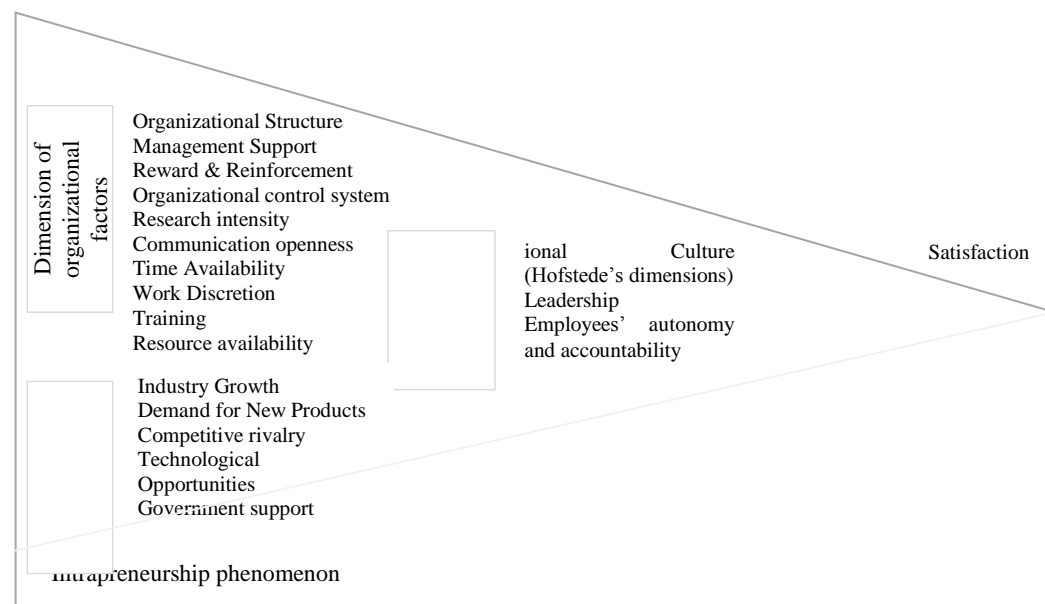 Dimension of
organizational
factors
Organizational Structure
Management Support
Reward & Reinforcement
Organizational control system
Research intensity
Communication openness
Time Availability
Work Discretion
Training
Resource availability
Industry Growth
Demand for New Products
Competitive rivalry
Technological
Opportunities
Government support
ional Culture
(Hofstede’s dimensions)
Leadership
Employees’ autonomy
and accountability
Satisfaction
Intrapreneurship phenomenon